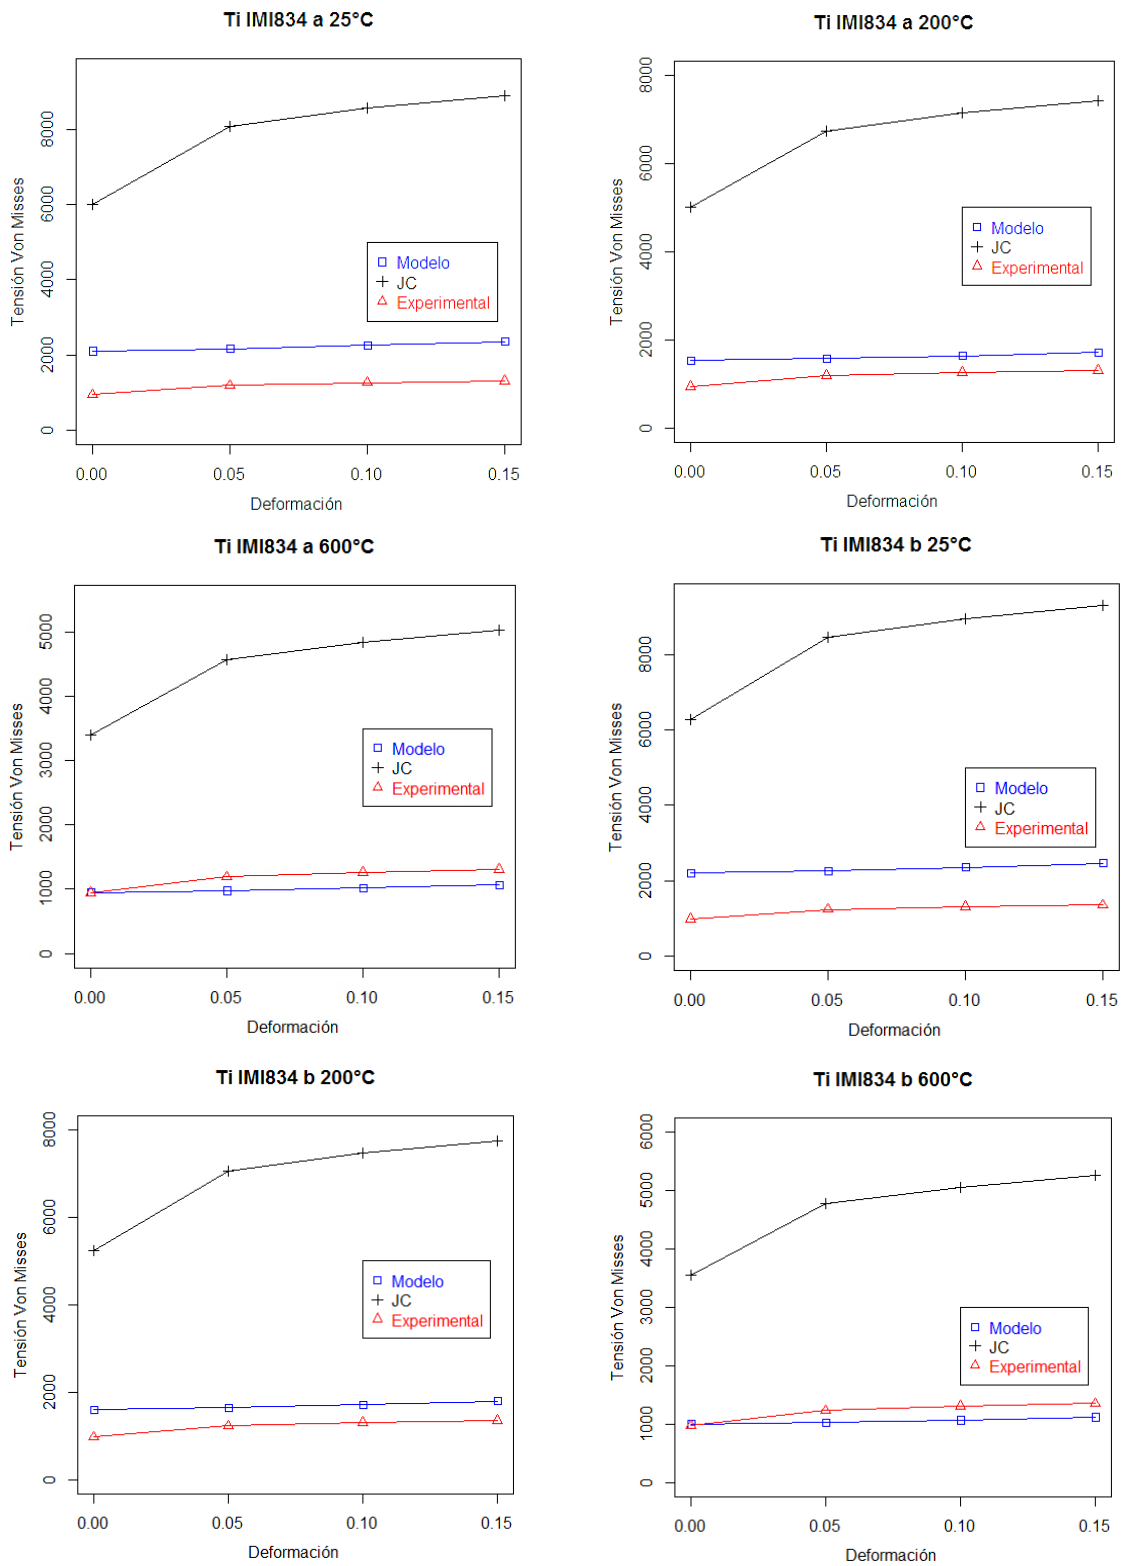 Ti IMI834 a 25°C
Tensión Von Misses
8000
6000
4000
2000
0
Modelo
JC
Experimental
0.00 0.05 0.10 0.15
Deformación
Ti IMI834 a 200°C
Tensión Von Misses
8000
6000
4000
2000
0
Modelo
JC
Experimental
0.00 0.05 0.10 0.15
Deformación
Ti IMI834 a 600°C
Tensión Von Misses
5000
4000
3000
2000
1000
0
Modelo
JC
Experimental
0.00 0.05 0.10 0.15
Deformación
Ti IMI834 b 25°C
Tensión Von Misses
8000
6000
4000
2000
0
Modelo
JC
Experimental
0.00 0.05 0.10 0.15
Deformación
Ti IMI834 b 200°C
Tensión Von Misses
8000
6000
4000
2000
0
Modelo
JC
Experimental
0.00 0.05 0.10 0.15
Deformación
Ti IMI834 b 600°C
Tensión Von Misses
6000
5000
4000
3000
2000
1000
0
Modelo
JC
Experimental
0.00 0.05 0.10 0.15
Deformación